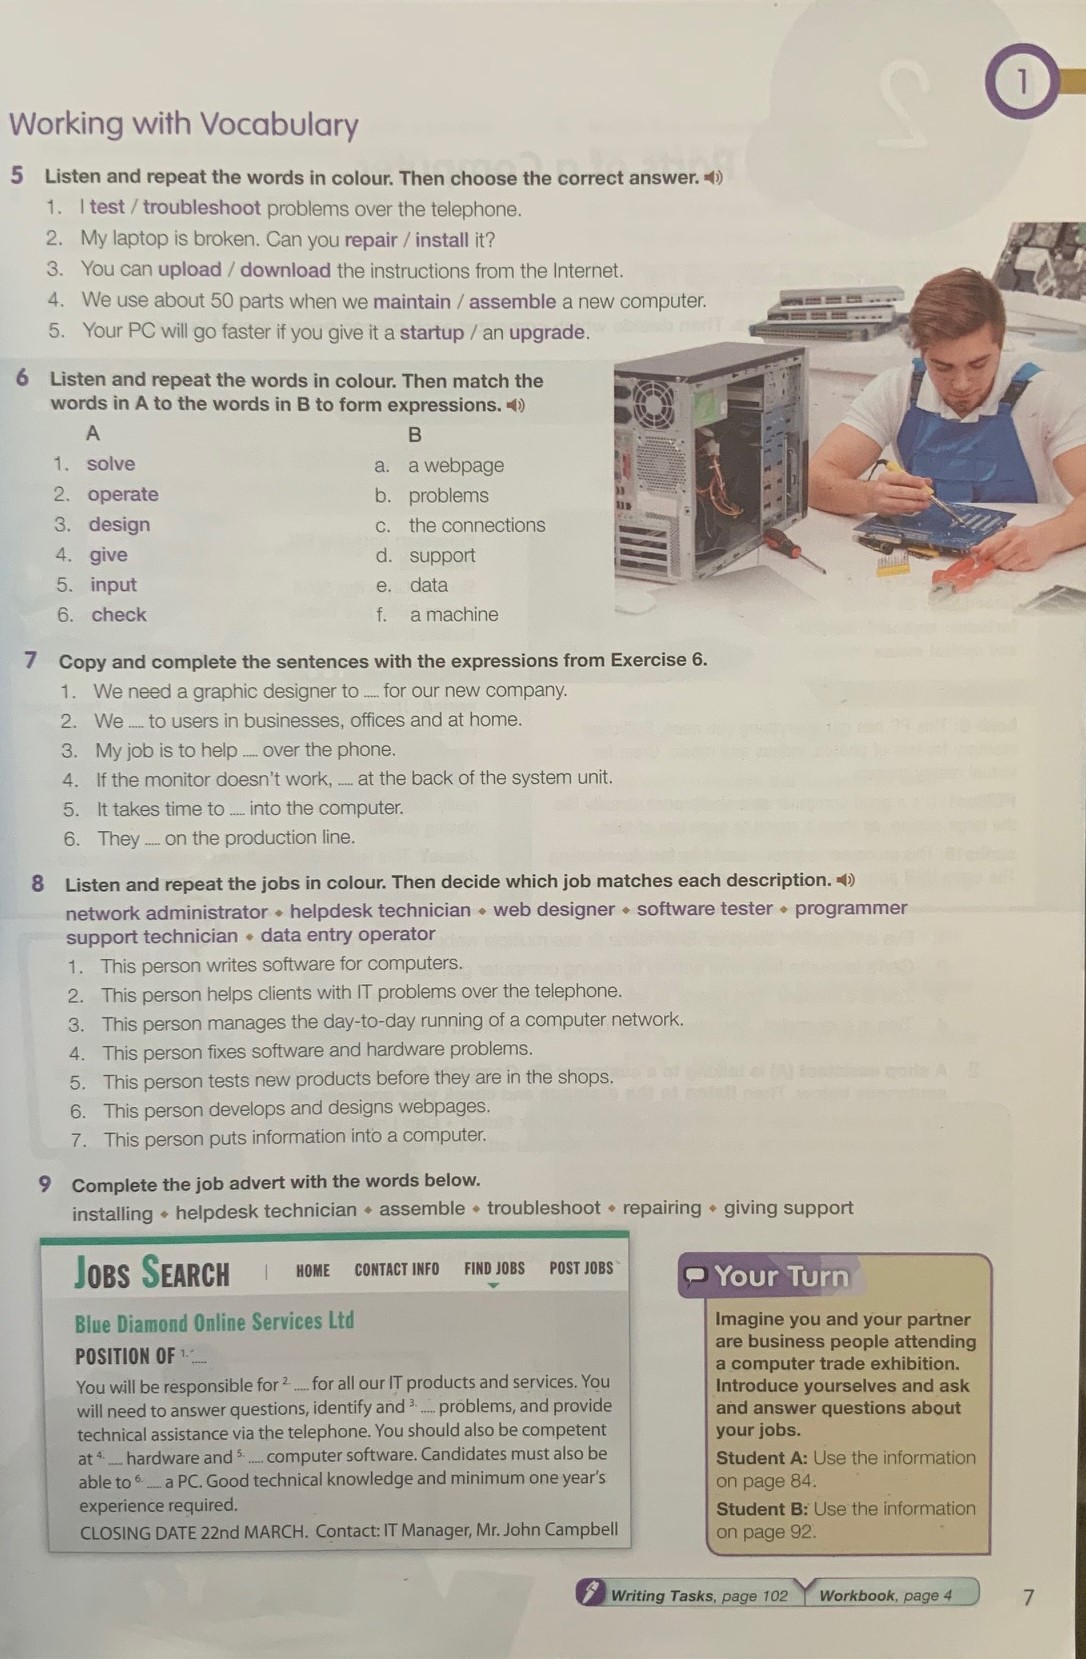 1
Working with Vocabulary
5 Listen and repeat the words in colour. Then choose the correct answer.
1. I test / troubleshoot problems over the telephone.
2. My laptop is broken. Can you repair / install it?
3. You can upload / download the instructions from the Internet.
4. We use about 50 parts when we maintain / assemble a new computer.
5. Your PC will go faster if you give it a startup / an upgrade.
6 Listen and repeat the words in colour. Then match the
words in A to the words in B to form expressions.
A B
1. solve a. a webpage
2. operate b. problems
3. design c. the connections
4. give d. support
5. input e. data
6. check f. a machine
7 Copy and complete the sentences with the expressions from Exercise 6.
1. We need a graphic designer to .... for our new company.
2. We .... to users in businesses, offices and at home.
3. My job is to help .... over the phone.
4. If the monitor doesn't work, .... at the back of the system unit.
5. It takes time to .... into the computer.
6. They .... on the production line.
8 Listen and repeat the jobs in colour. Then decide which job matches each description.
network administrator • helpdesk technician • web designer • software tester • programmer
support technician • data entry operator
1. This person writes software for computers.
2. This person helps clients with IT problems over the telephone.
3. This person manages the day-to-day running of a computer network.
4. This person fixes software and hardware problems.
5. This person tests new products before they are in the shops.
6. This person develops and designs webpages.
7. This person puts information into a computer.
9 Complete the job advert with the words below.
installing • helpdesk technician • assemble • troubleshoot • repairing • giving support
JOBS SEARCH | HOME CONTACT INFO FIND JOBS POST JOBS
Blue Diamond Online Services Ltd
POSITION OF 1. ....
You will be responsible for 2. .... for all our IT products and services. You
will need to answer questions, identify and 3. .... problems, and provide
technical assistance via the telephone. You should also be competent
at 4. .... hardware and 5. .... computer software. Candidates must also be
able to 6. .... a PC. Good technical knowledge and minimum one year's
experience required.
CLOSING DATE 22nd MARCH. Contact: IT Manager, Mr. John Campbell
Your Turn
Imagine you and your partner
are business people attending
a computer trade exhibition.
Introduce yourselves and ask
and answer questions about
your jobs.
Student A: Use the information
on page 84.
Student B: Use the information
on page 92.
Writing Tasks, page 102 Workbook, page 4
7